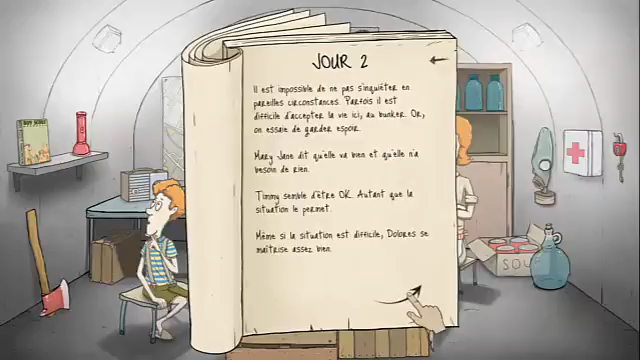 JOUR 2
Il est impossible de ne pas s'inquiéter en
pareilles circonstances. Parfois il est
difficile d'accepter la vie ici, au bunker. Or,
on essaie de garder espoir.
Mary Jane dit qu'elle va bien et qu'elle n'a
besoin de rien.
Timmy semble d'être OK. Autant que la
situation le permet.
Même si la situation est difficile, Dolores se
maîtrise assez bien.
SOU